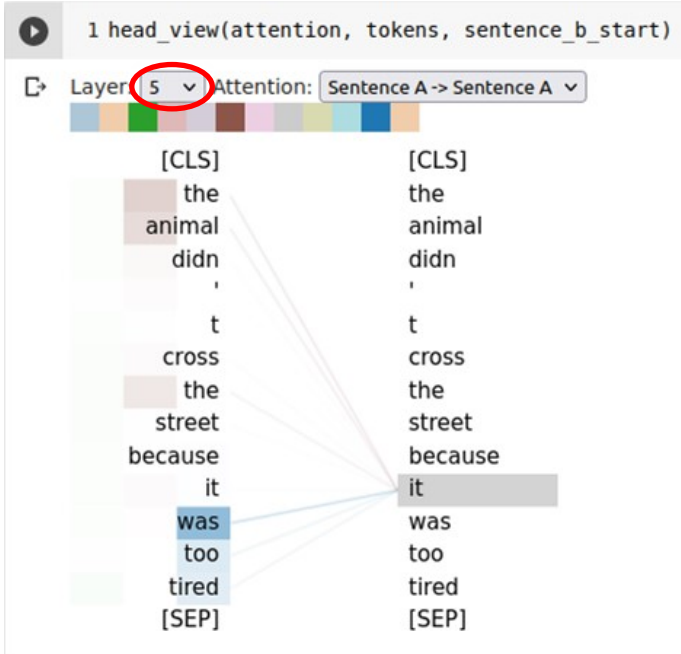 1 head_view(attention, tokens, sentence_b_start)
Layer: 5 Attention: Sentence A -> Sentence A
[CLS] [CLS]
the the
animal animal
didn didn
' '
t t
cross cross
the the
street street
because because
it it
was was
too too
tired tired
[SEP] [SEP]